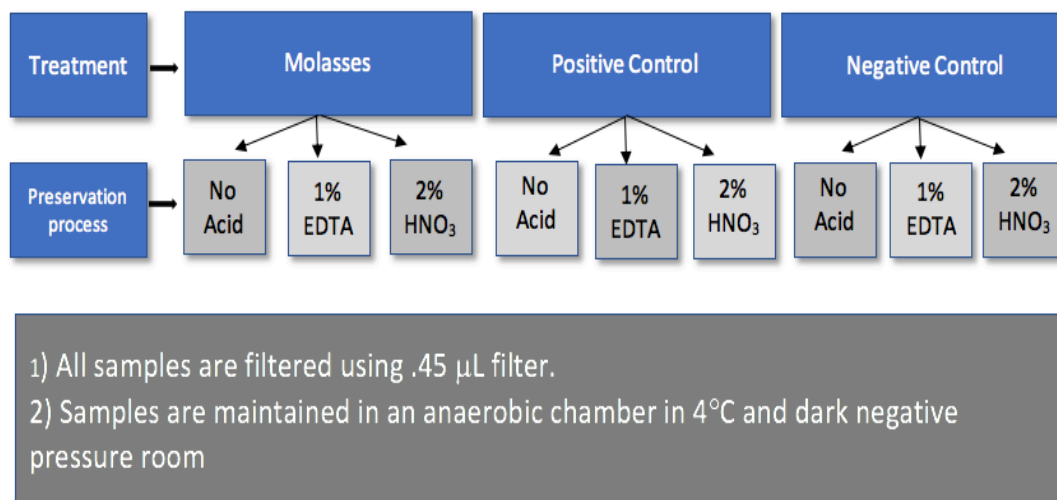 Treatment
Molasses
Positive Control
Negative Control
Preservation
process
No
Acid
1%
EDTA
2%
HNO₃
No
Acid
1%
EDTA
2%
HNO₃
No
Acid
1%
EDTA
2%
HNO₃
1) All samples are filtered using .45 μL filter.
2) Samples are maintained in an anaerobic chamber in 4°C and dark negative
pressure room